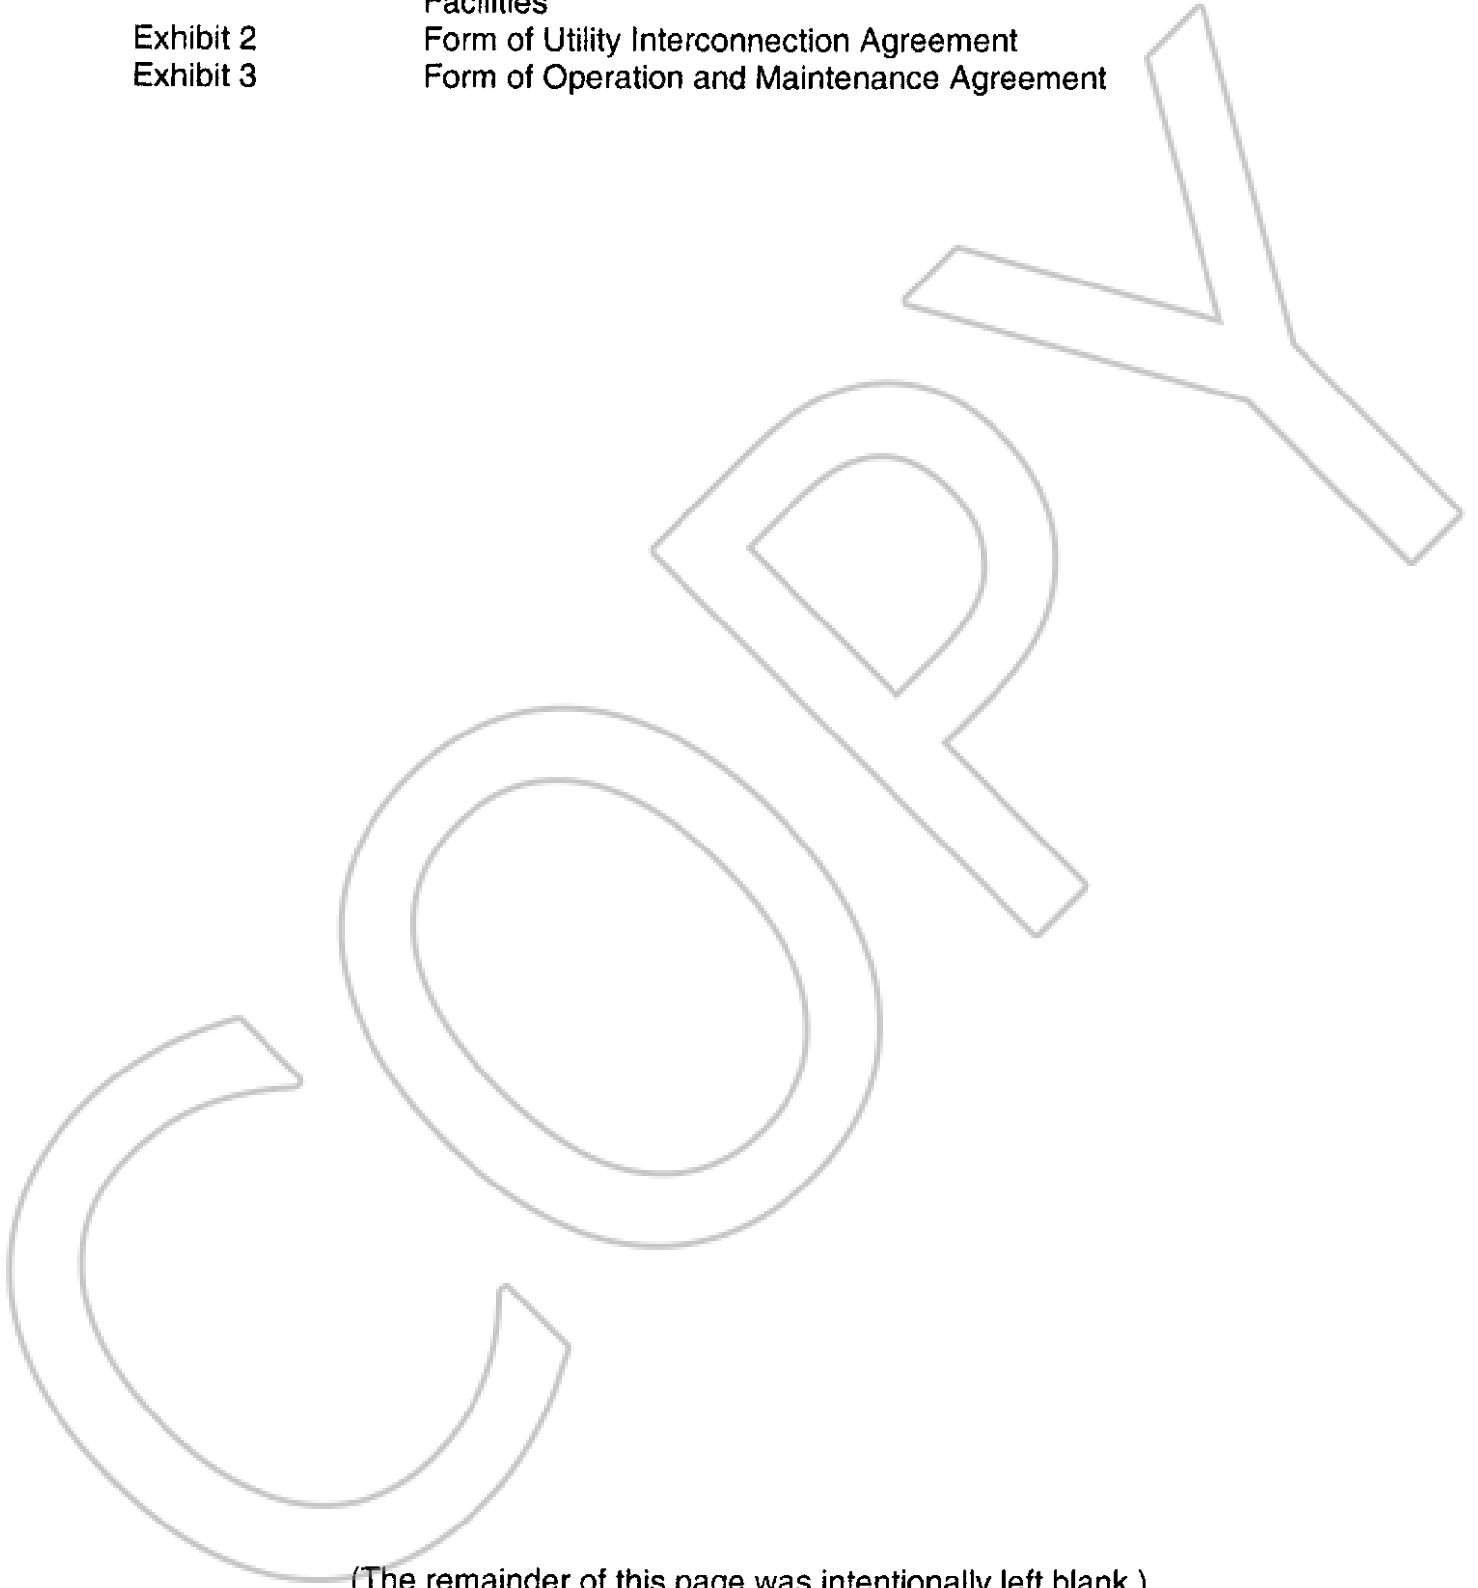 Facilities
Exhibit 2 Form of Utility Interconnection Agreement
Exhibit 3 Form of Operation and Maintenance Agreement
COPY
(The remainder of this page was intentionally left blank.)